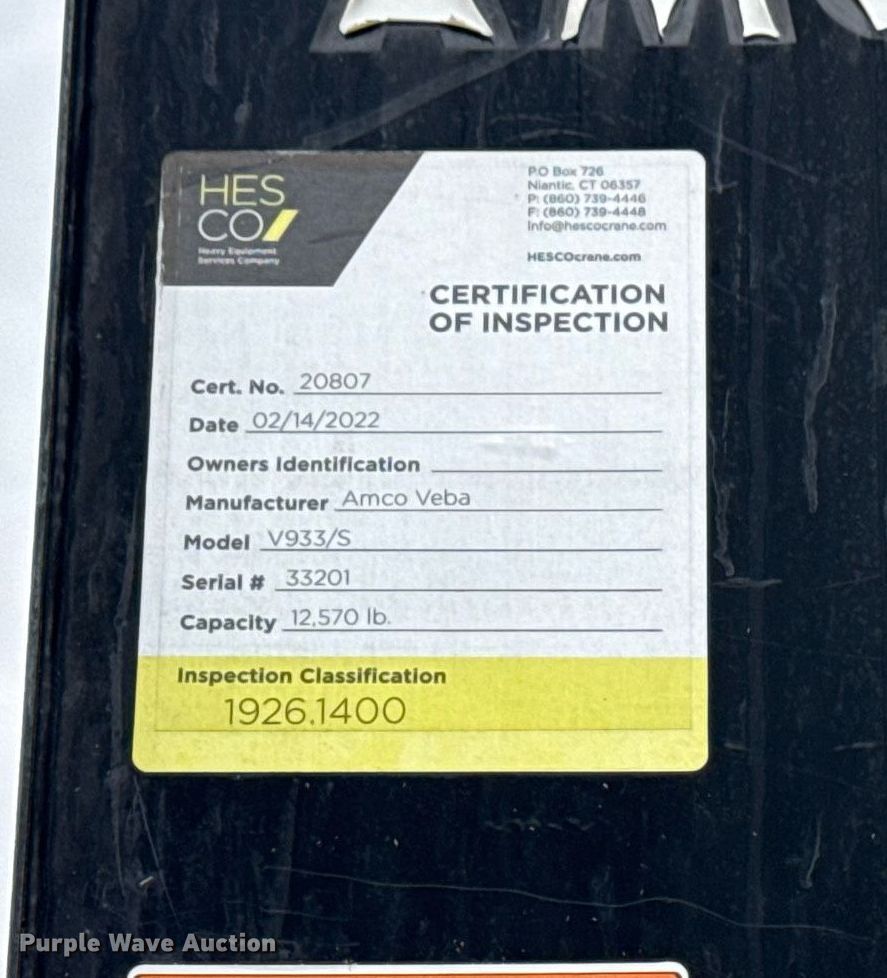 AMC
HES
CO
Heavy Equipment
Services Company
P.O Box 726
Niantic, CT 06357
P: (860) 739-4446
F: (860) 739-4448
Info@hescocrane.com
HESCOcrane.com
CERTIFICATION
OF INSPECTION
Cert. No. 20807
Date 02/14/2022
Owners Identification
Manufacturer Amco Veba
Model V933/S
Serial # 33201
Capacity 12,570 lb.
Inspection Classification
1926.1400
Purple Wave Auction